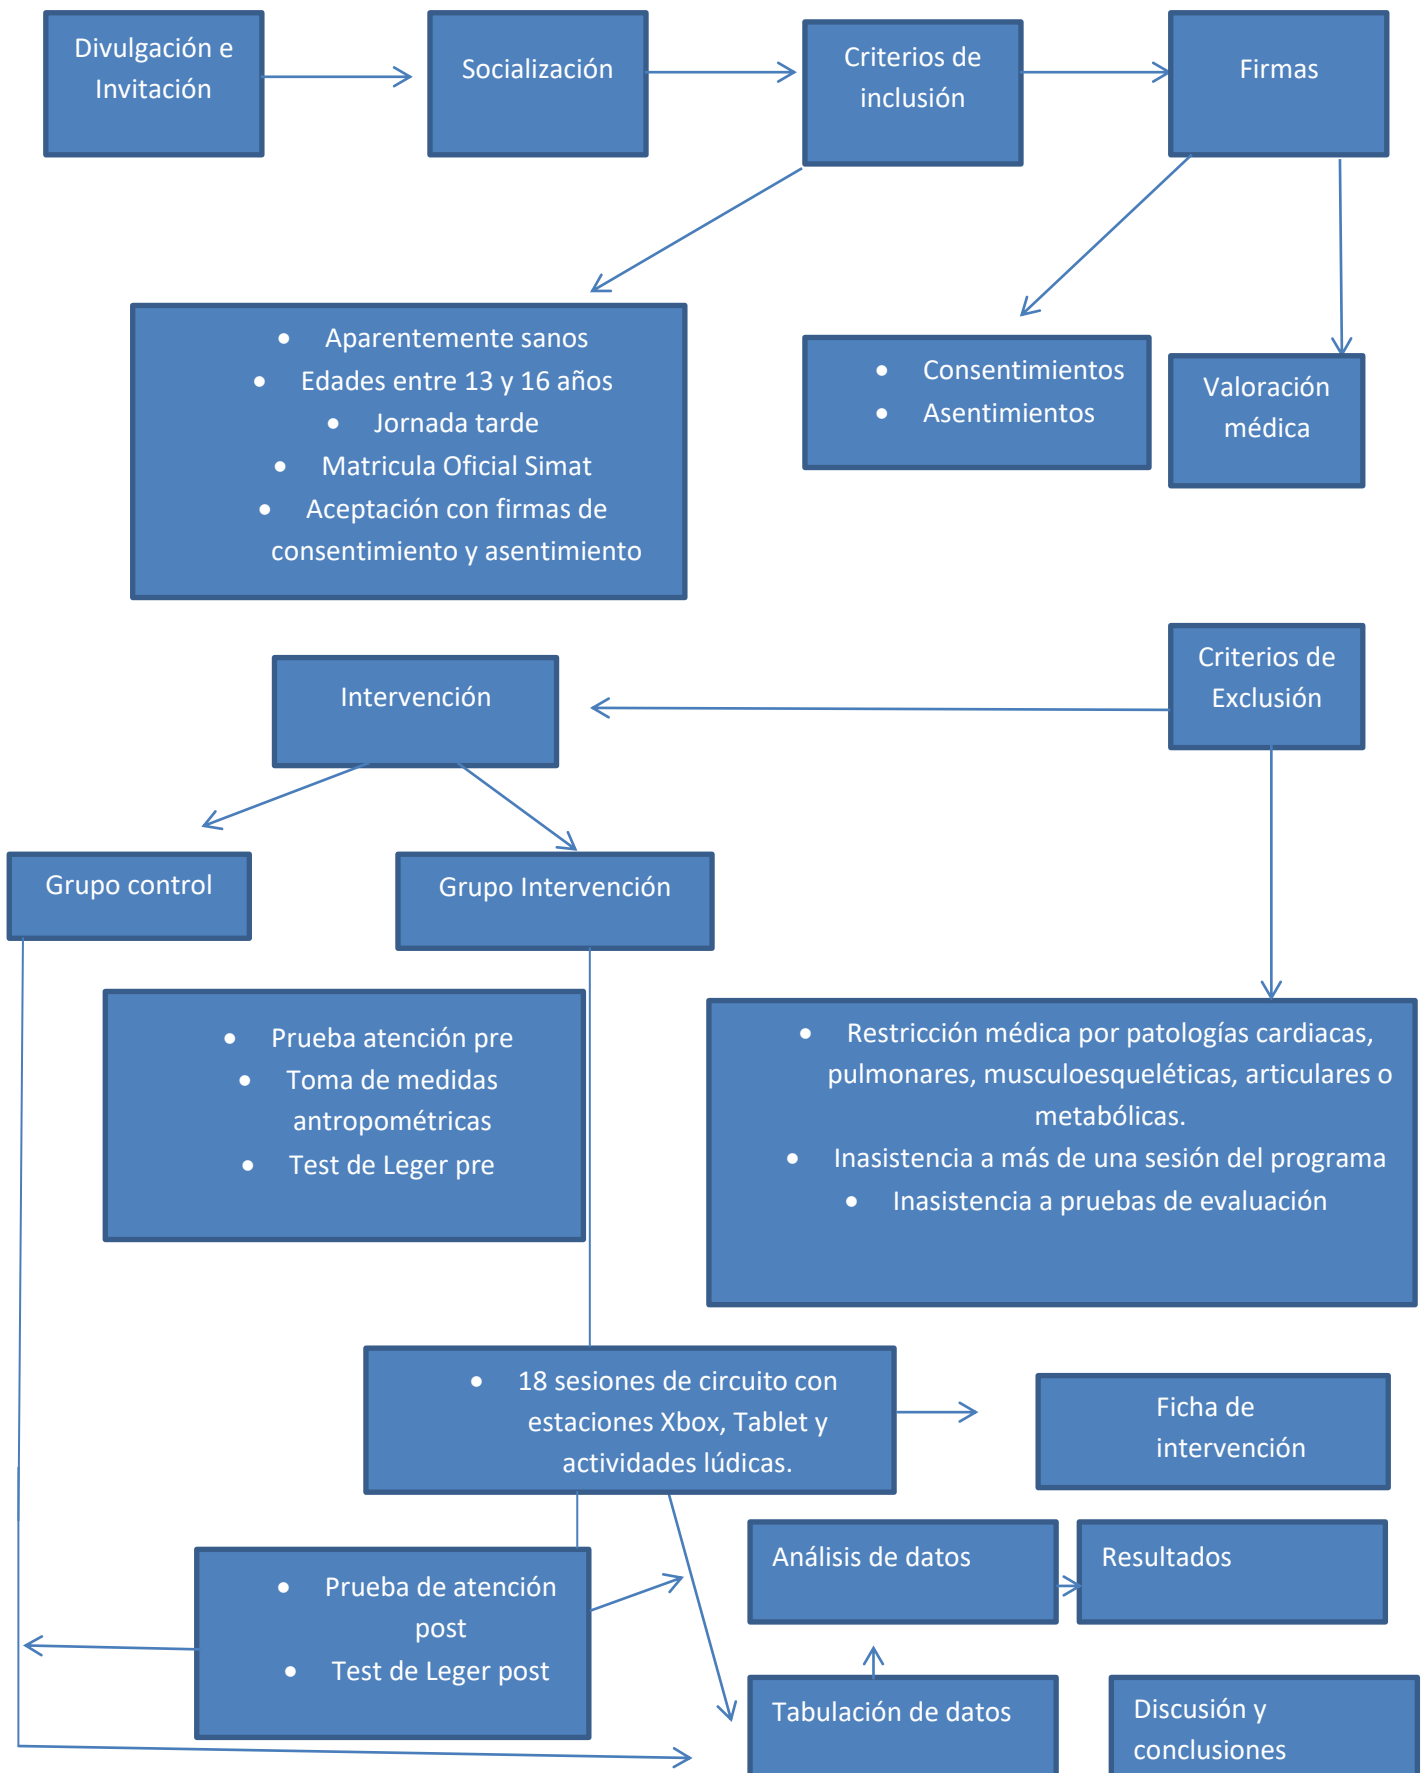 Divulgación e
Invitación
Socialización
Criterios de
inclusión
Firmas
• Aparentemente sanos
• Edades entre 13 y 16 años
• Jornada tarde
• Matricula Oficial Simat
• Aceptación con firmas de
consentimiento y asentimiento
• Consentimientos
• Asentimientos
Valoración
médica
Intervención
Criterios de
Exclusión
Grupo control
Grupo Intervención
• Prueba atención pre
• Toma de medidas
antropométricas
• Test de Leger pre
• Restricción médica por patologías cardiacas,
pulmonares, musculoesqueléticas, articulares o
metabólicas.
• Inasistencia a más de una sesión del programa
• Inasistencia a pruebas de evaluación
• 18 sesiones de circuito con
estaciones Xbox, Tablet y
actividades lúdicas.
Ficha de
intervención
Análisis de datos
Resultados
• Prueba de atención
post
• Test de Leger post
Tabulación de datos
Discusión y
conclusiones